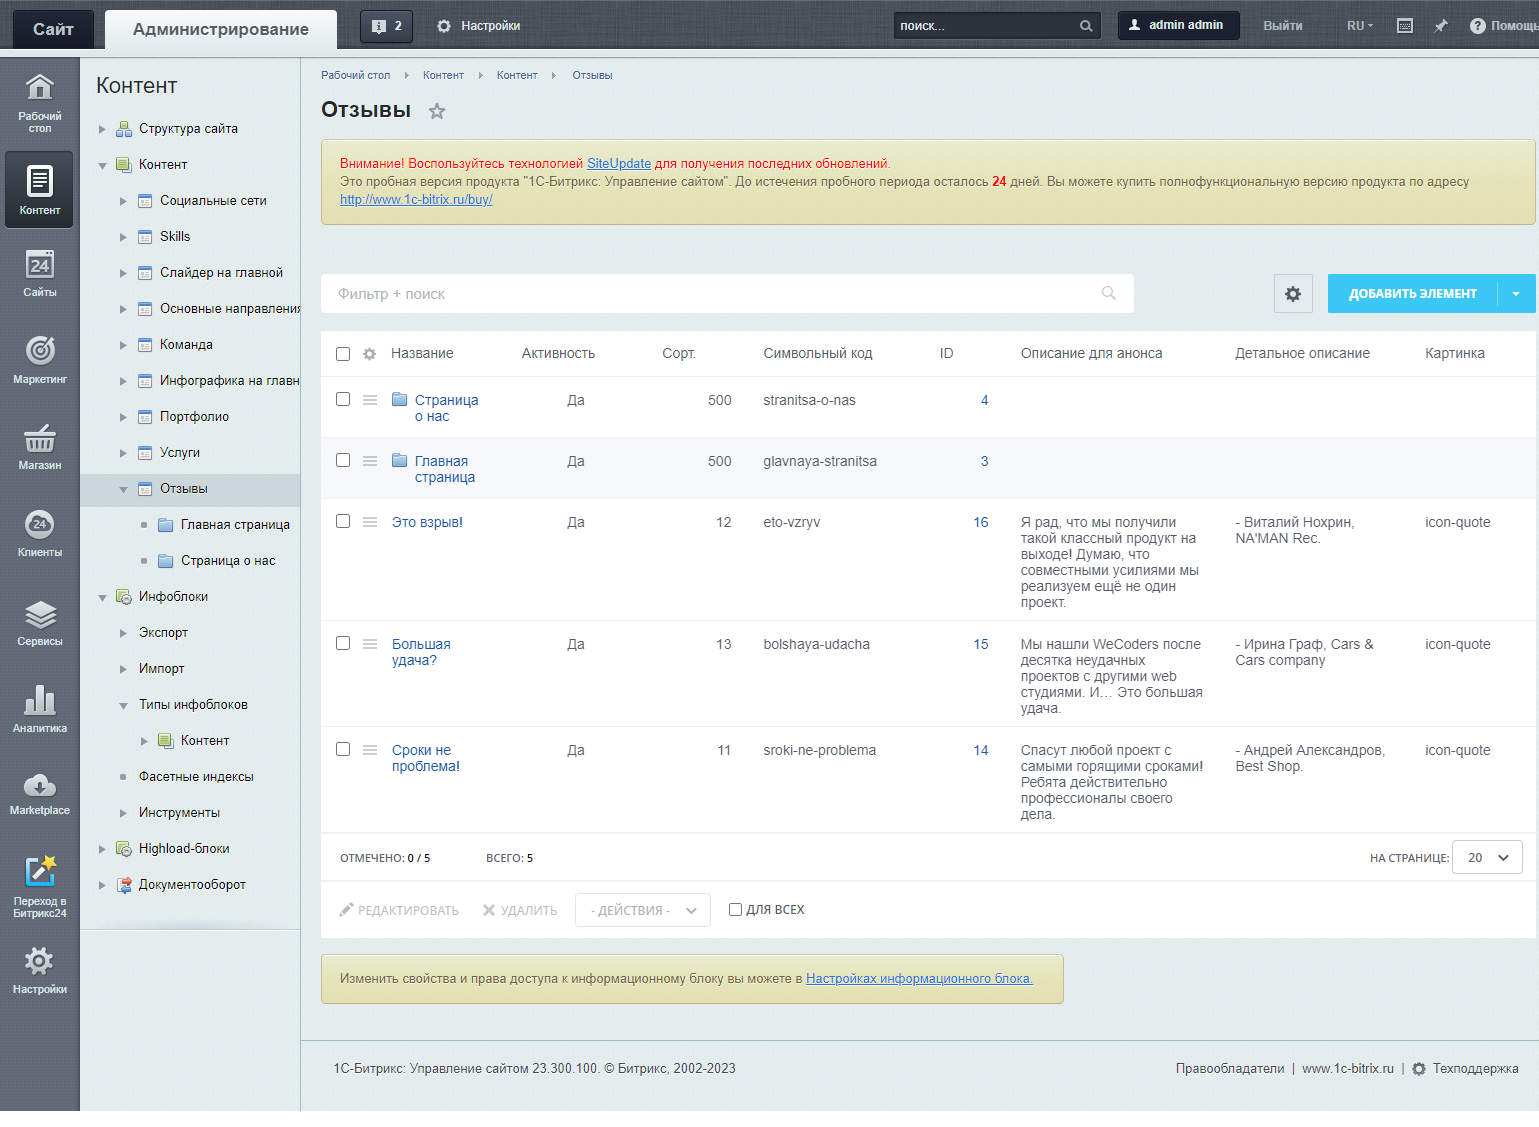 Сайт
Администрирование
2
Настройки
поиск...
admin admin
Выйти
RU
Помощь
Рабочий стол
Контент
24
Сайты
Маркетинг
Магазин
24
Клиенты
Сервисы
Аналитика
Marketplace
Переход в Битрикс24
Настройки
Контент
Структура сайта
Контент
Социальные сети
Skills
Слайдер на главной
Основные направления
Команда
Инфографика на главн
Портфолио
Услуги
Отзывы
Главная страница
Страница о нас
Инфоблоки
Экспорт
Импорт
Типы инфоблоков
Контент
Фасетные индексы
Инструменты
Highload-блоки
Документооборот
Рабочий стол Контент Контент Отзывы
Отзывы
Внимание! Воспользуйтесь технологией SiteUpdate для получения последних обновлений.
Это пробная версия продукта "1С-Битрикс: Управление сайтом". До истечения пробного периода осталось 24 дней. Вы можете купить полнофункциональную версию продукта по адресу
http://www.1c-bitrix.ru/buy/
Фильтр + поиск
ДОБАВИТЬ ЭЛЕМЕНТ
Название Активность Сорт. Символьный код ID Описание для анонса Детальное описание Картинка
Страница Да 500 stranitsa-o-nas 4
о нас
Главная Да 500 glavnaya-stranitsa 3
страница
Это взрыв! Да 12 eto-vzryv 16 Я рад, что мы получили - Виталий Нохрин, icon-quote
такой классный продукт на NA'MAN Rec.
выходе! Думаю, что
совместными усилиями мы
реализуем ещё не один
проект.
Большая Да 13 bolshaya-udacha 15 Мы нашли WeCoders после - Ирина Граф, Cars & icon-quote
удача? десятка неудачных Cars company
проектов с другими web
студиями. И… Это большая
удача.
Сроки не Да 11 sroki-ne-problema 14 Спасут любой проект с - Андрей Александров, icon-quote
проблема! самыми горящими сроками! Best Shop.
Ребята действительно
профессионалы своего
дела.
ОТМЕЧЕНО: 0 / 5 ВСЕГО: 5 НА СТРАНИЦЕ: 20
РЕДАКТИРОВАТЬ УДАЛИТЬ - ДЕЙСТВИЯ - ДЛЯ ВСЕХ
Изменить свойства и права доступа к информационному блоку вы можете в Настройках информационного блока.
1С-Битрикс: Управление сайтом 23.300.100. © Битрикс, 2002-2023
Правообладатели | www.1c-bitrix.ru | Техподдержка